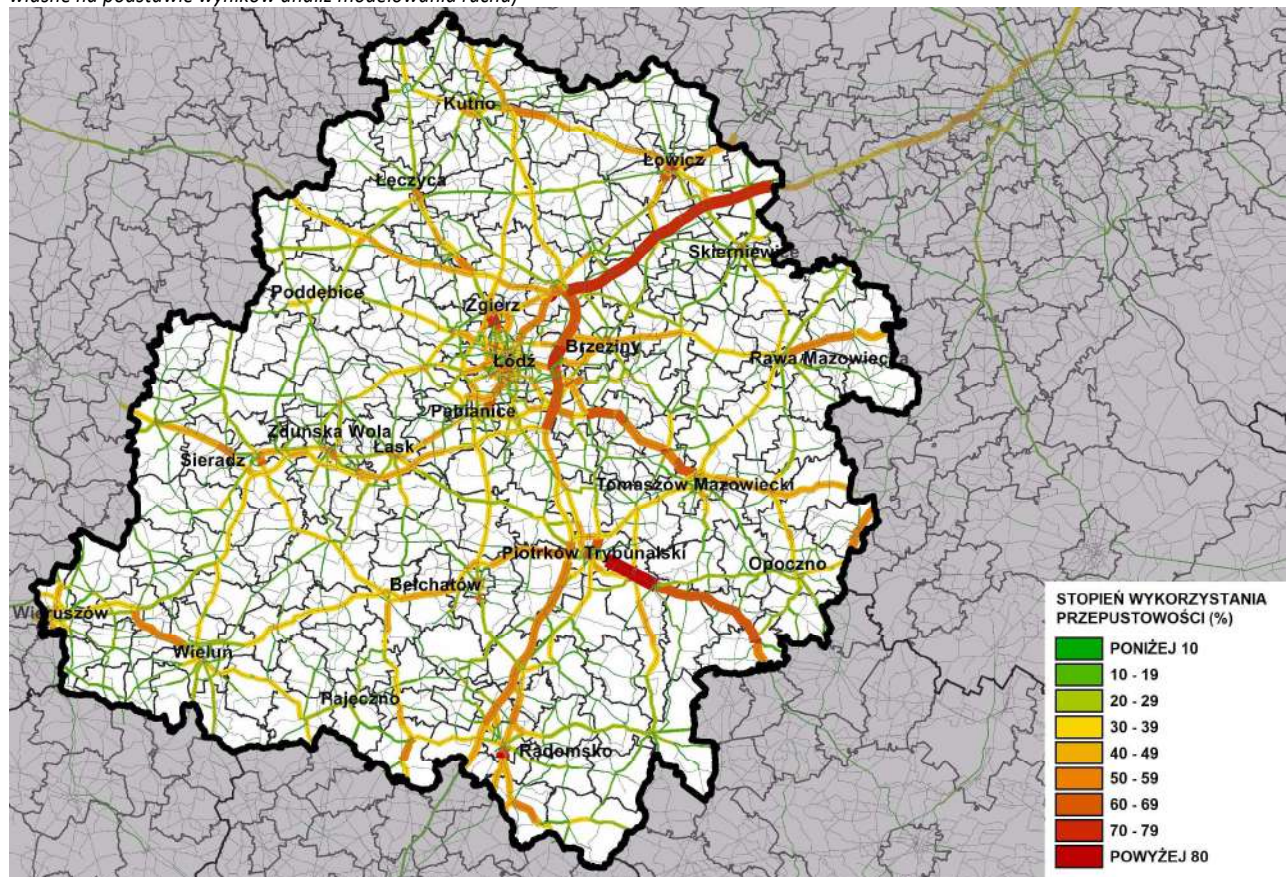 własne na podstawie wyników analiz modelowania ruchu)
Kutno
Łowicz
Łęczyca
Skierniewice
Poddębice
Zgierz
Brzeziny
Łódź
Rawa Mazowiecka
Pabianice
Zduńska Wola
Łask
Sieradz
Tomaszów Mazowiecki
Piotrków Trybunalski
Opoczno
Bełchatów
Wieruszów
Wieluń
Pajęczno
Radomsko
STOPIEŃ WYKORZYSTANIA
PRZEPUSTOWOŚCI (%)
PONIŻEJ 10
10 - 19
20 - 29
30 - 39
40 - 49
50 - 59
60 - 69
70 - 79
POWYŻEJ 80